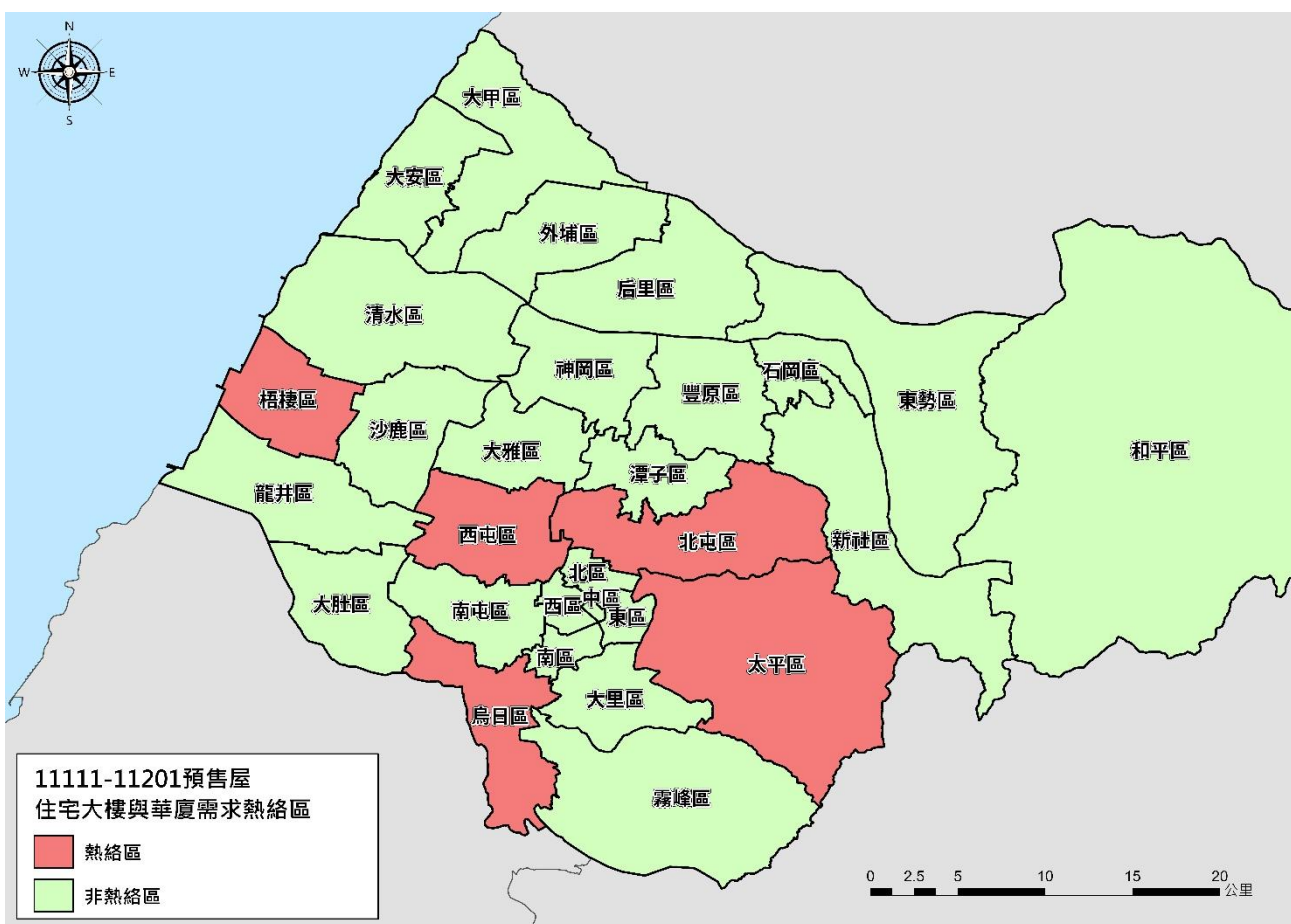 N
W
E
S
大甲區
大安區
外埔區
后里區
清水區
神岡區
豐原區
石岡區
東勢區
和平區
梧棲區
沙鹿區
大雅區
潭子區
龍井區
西屯區
北屯區
新社區
北區
中區
西區
東區
大肚區
南屯區
南區
太平區
大里區
烏日區
霧峰區
11111-11201預售屋
住宅大樓與華廈需求熱絡區
熱絡區
非熱絡區
0 2.5 5 10 15 20
公里